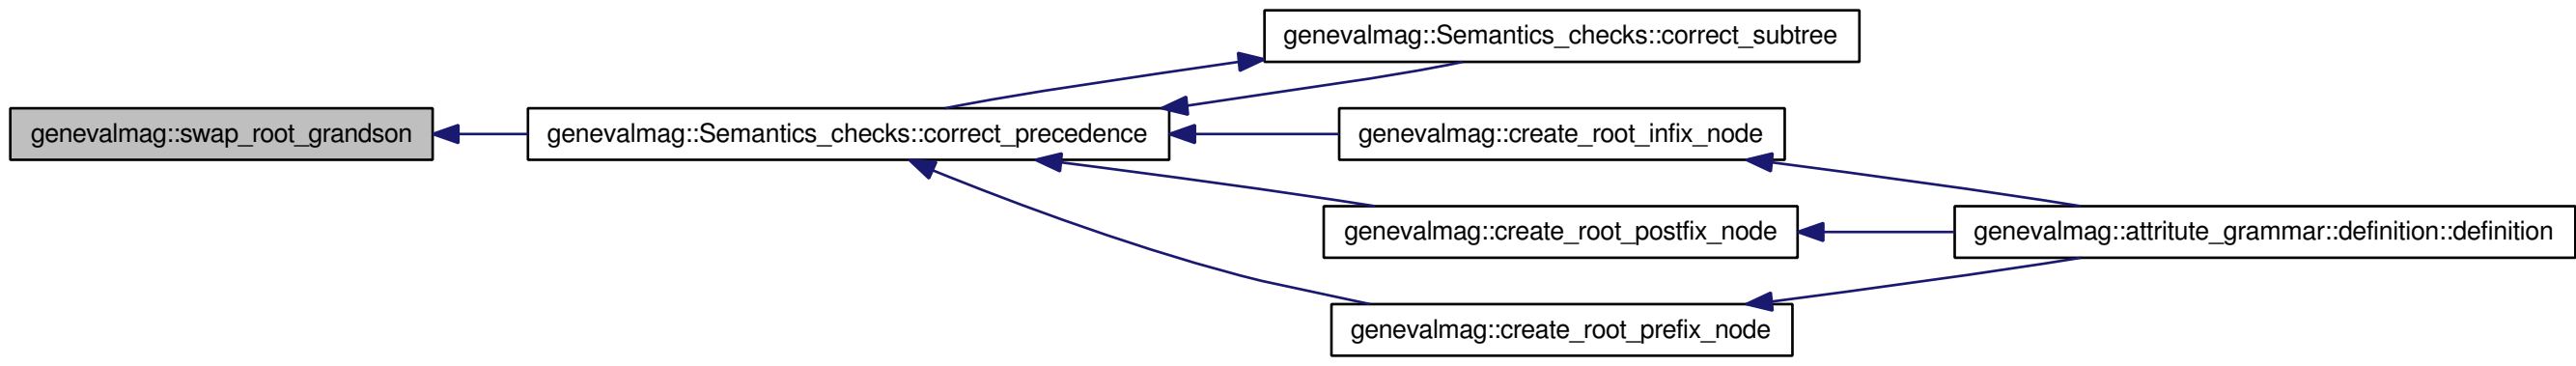 genevalmag::Semantics_checks::correct_subtree
genevalmag::swap_root_grandson
genevalmag::Semantics_checks::correct_precedence
genevalmag::create_root_infix_node
genevalmag::create_root_postfix_node
genevalmag::attritute_grammar::definition::definition
genevalmag::create_root_prefix_node